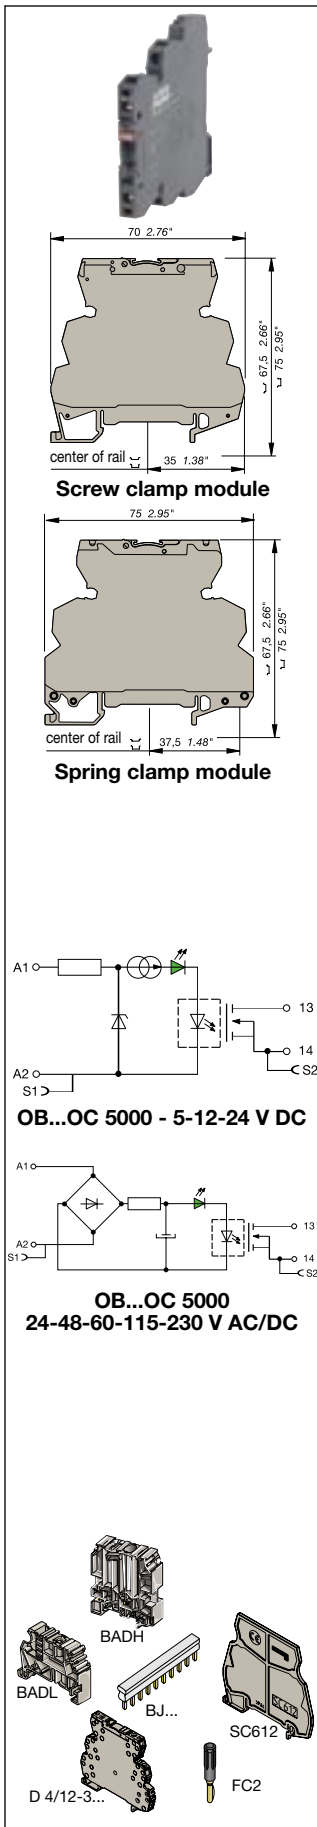 70 2.76"
67,5 2.66"
75 2.95"
center of rail
35 1.38"
Screw clamp module
75 2.95"
67,5 2.66"
75 2.95"
center of rail
37,5 1.48"
Spring clamp module
A1
13
14
A2
S1
S2
OB...OC 5000 - 5-12-24 V DC
A1
13
A2
S1
14
S2
OB...OC 5000
24-48-60-115-230 V AC/DC
BADH
BADL
BJ...
SC612
SC612
D 4/12-3...
FC2